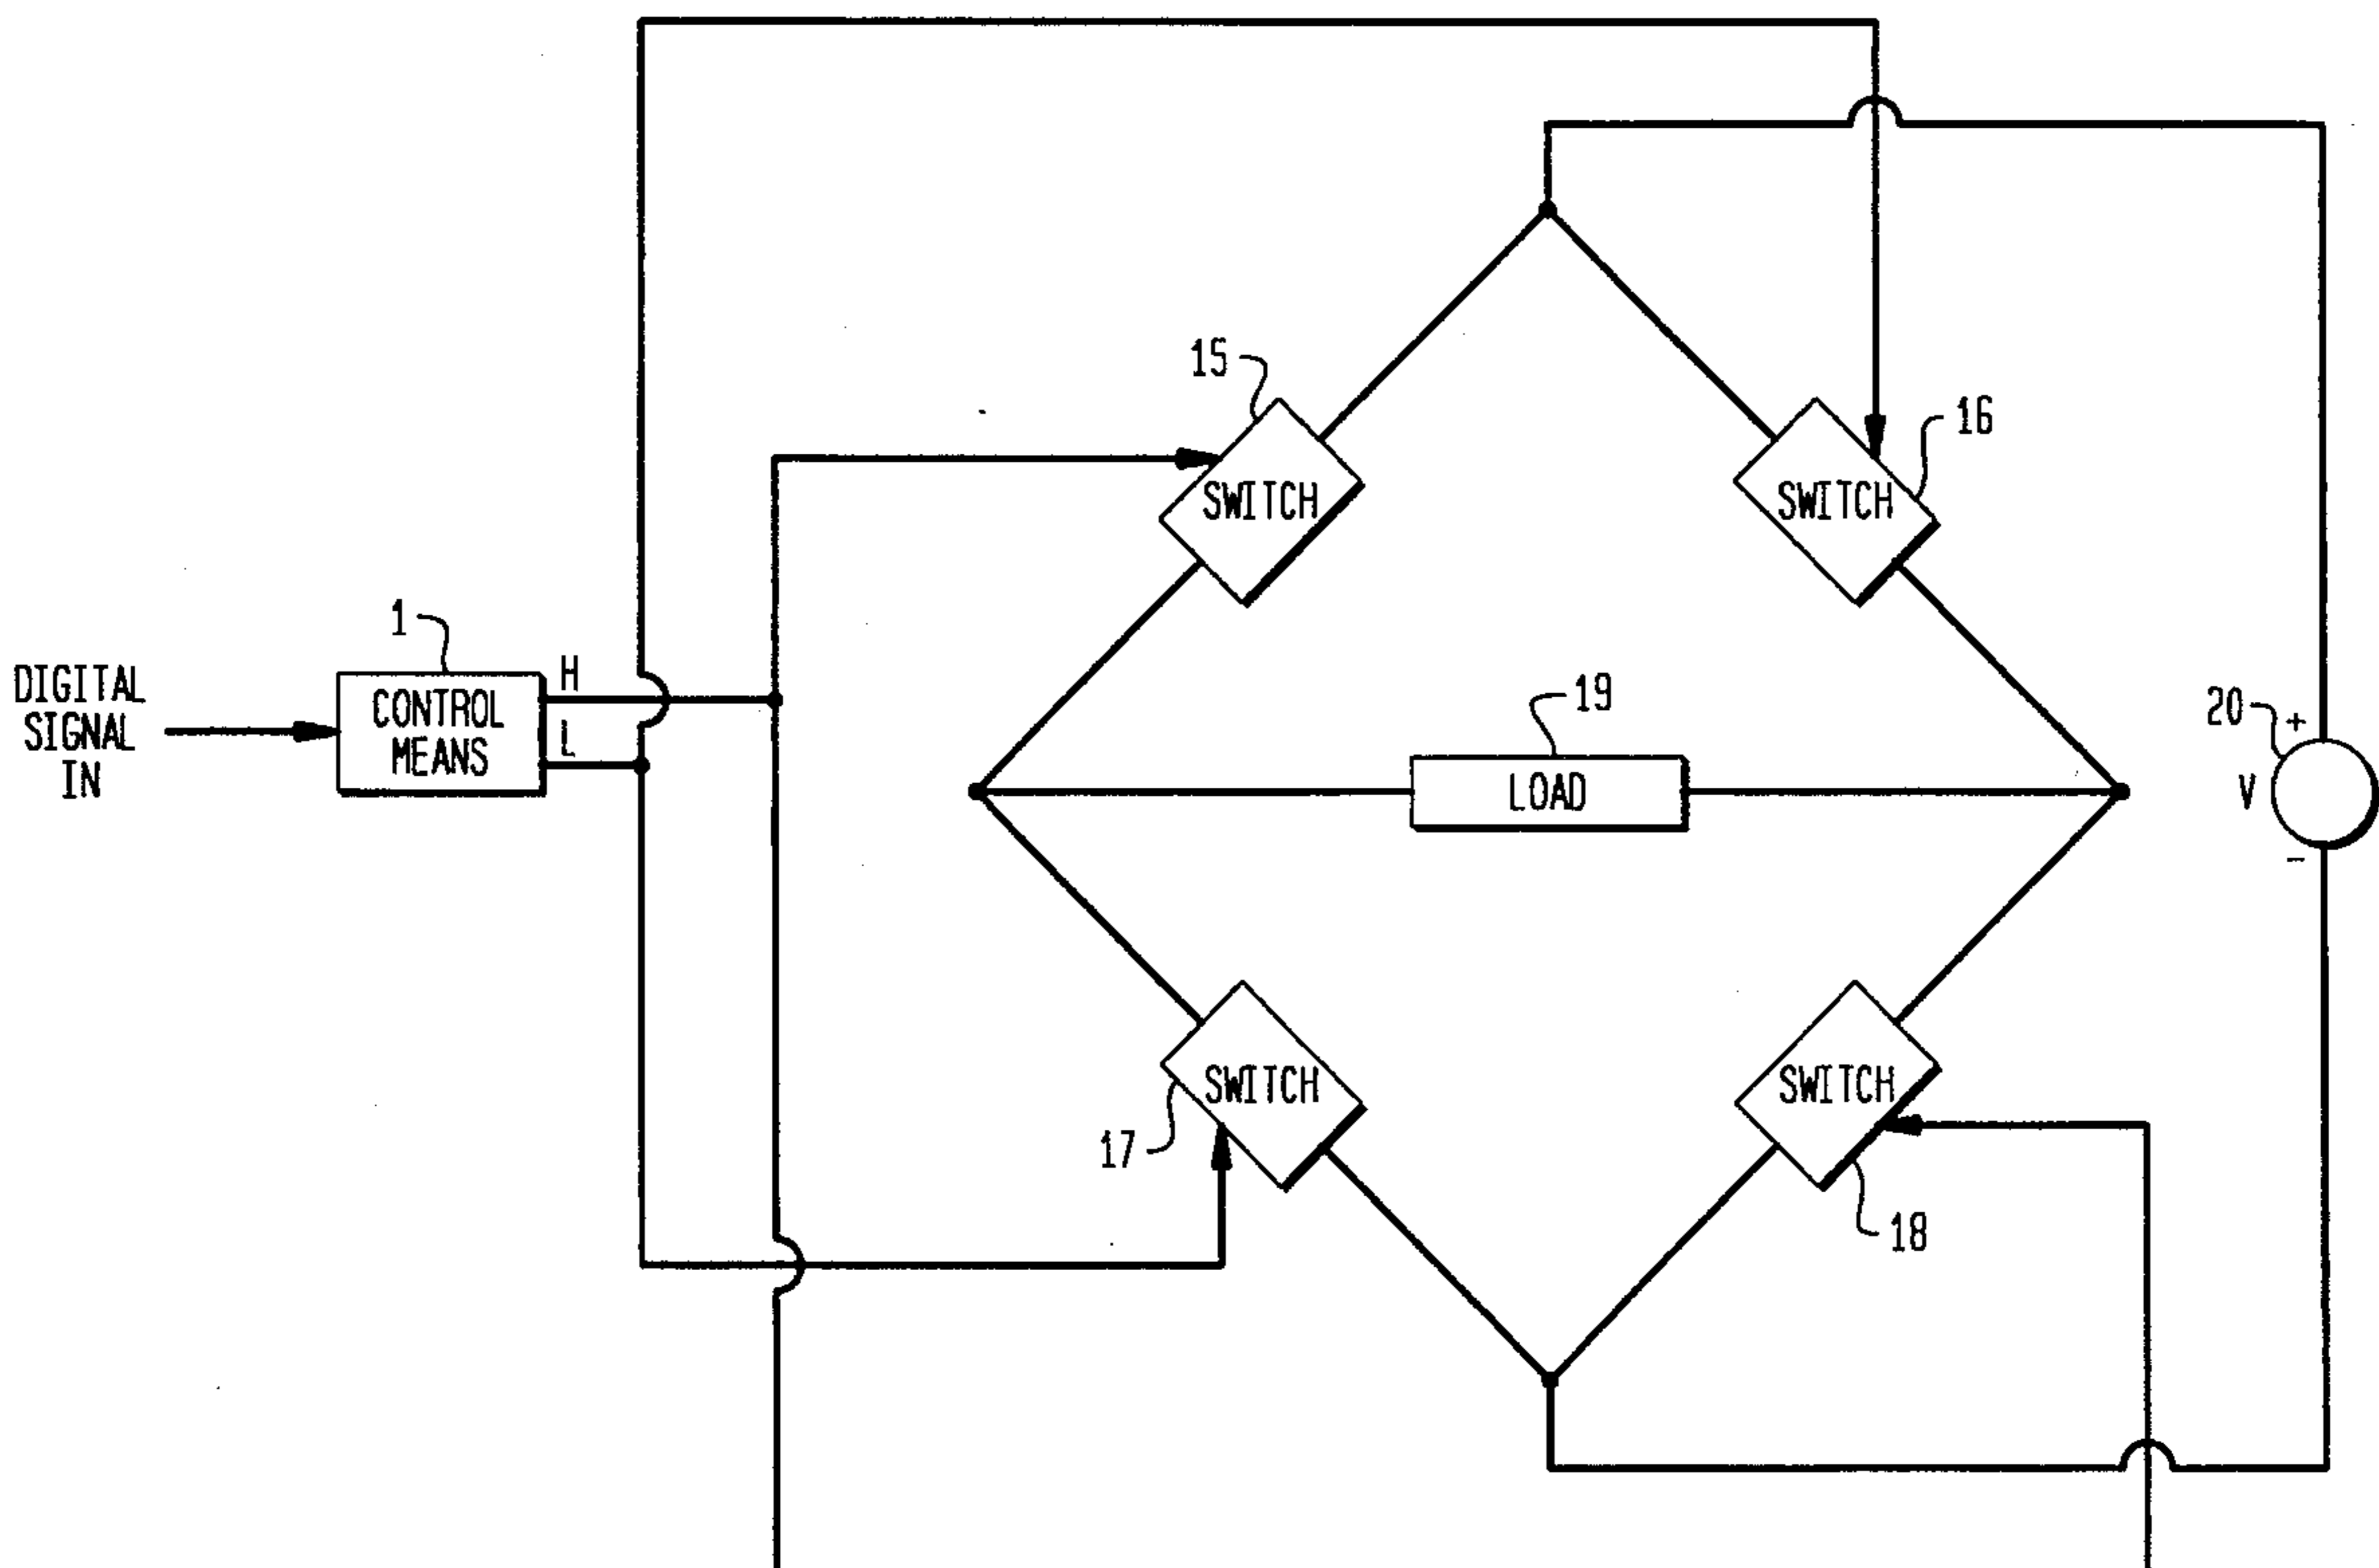 15
16
SWITCH
SWITCH
1
DIGITAL
SIGNAL
IN
CONTROL
MEANS
H
L
19
LOAD
20
+
V
-
SWITCH
SWITCH
17
18